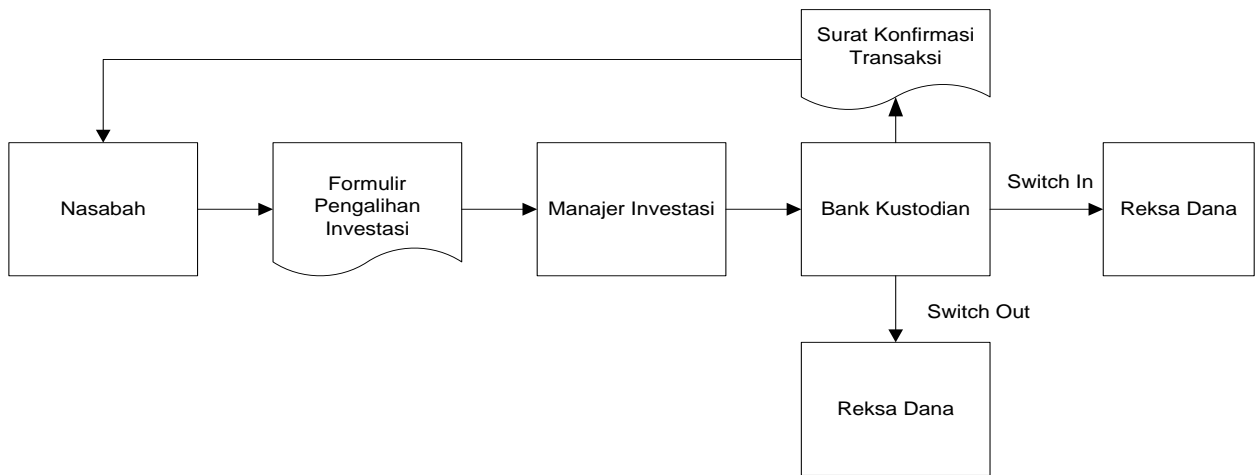 Surat Konfirmasi
Transaksi
Nasabah
Formulir
Pengalihan
Investasi
Manajer Investasi
Bank Kustodian
Switch In
Reksa Dana
Switch Out
Reksa Dana